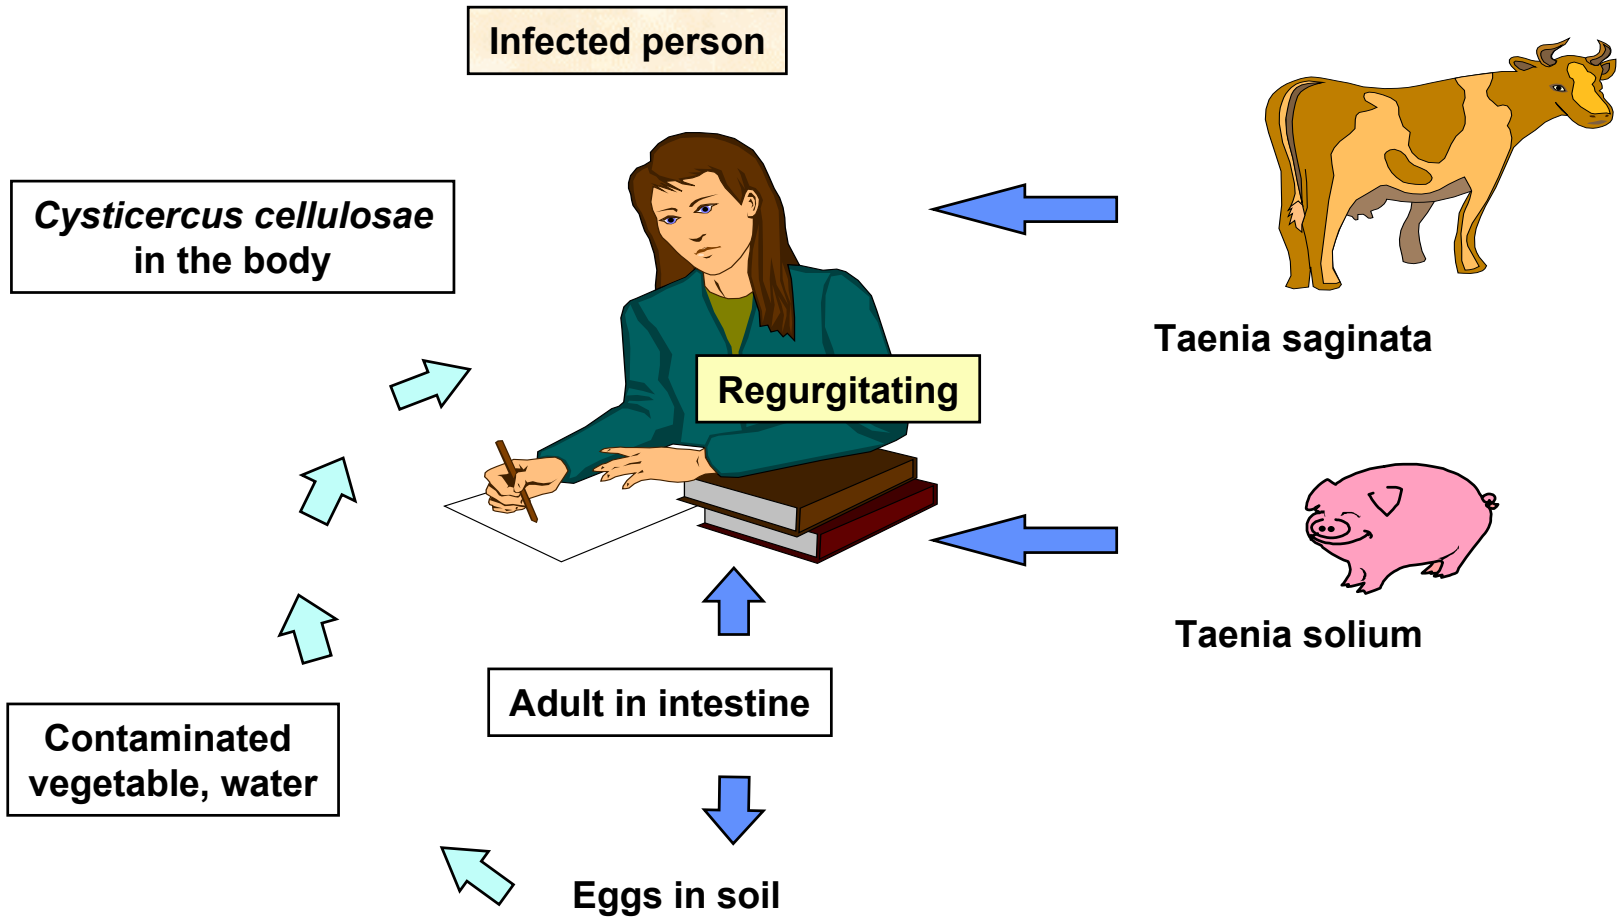 Infected person
Cysticercus cellulosae
in the body
Taenia saginata
Regurgitating
Taenia solium
Adult in intestine
Contaminated
vegetable, water
Eggs in soil